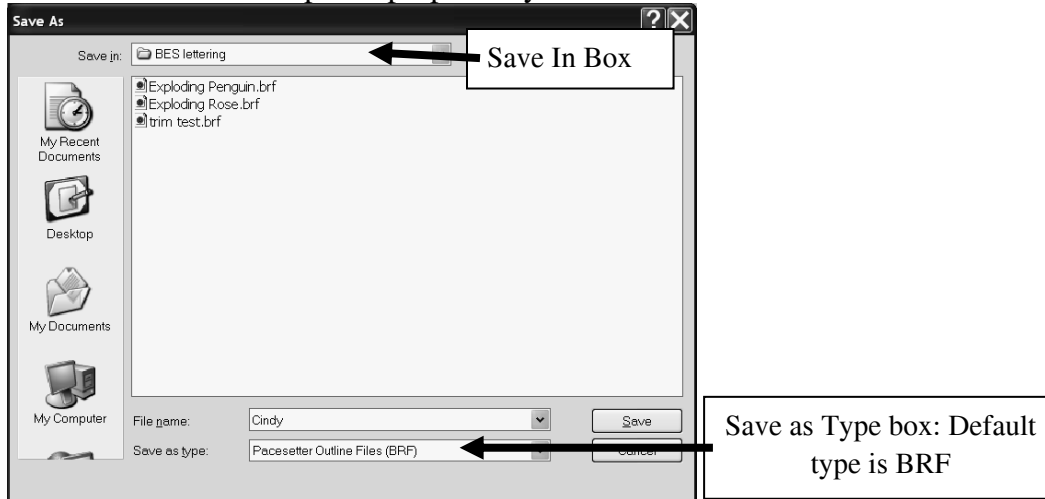 Save As
Save in: BES lettering
Save In Box
Exploding Penguin.brf
Exploding Rose.brf
trim test.brf
My Recent
Documents
Desktop
My Documents
My Computer
File name: Cindy Save
Save as type: Pacesetter Outline Files (BRF) Cancel
Save as Type box: Default
type is BRF